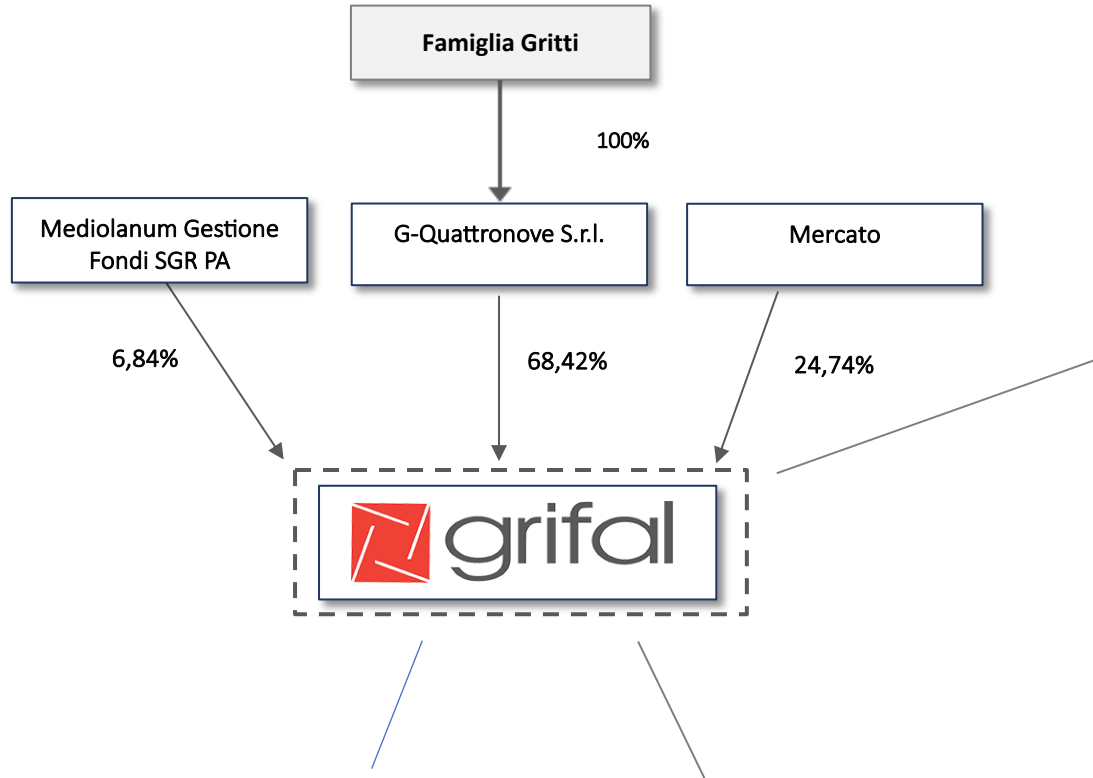 Famiglia Gritti
100%
Mediolanum Gestione
Fondi SGR PA
G-Quattronove S.r.l.
Mercato
6,84%
68,42%
24,74%
grifal